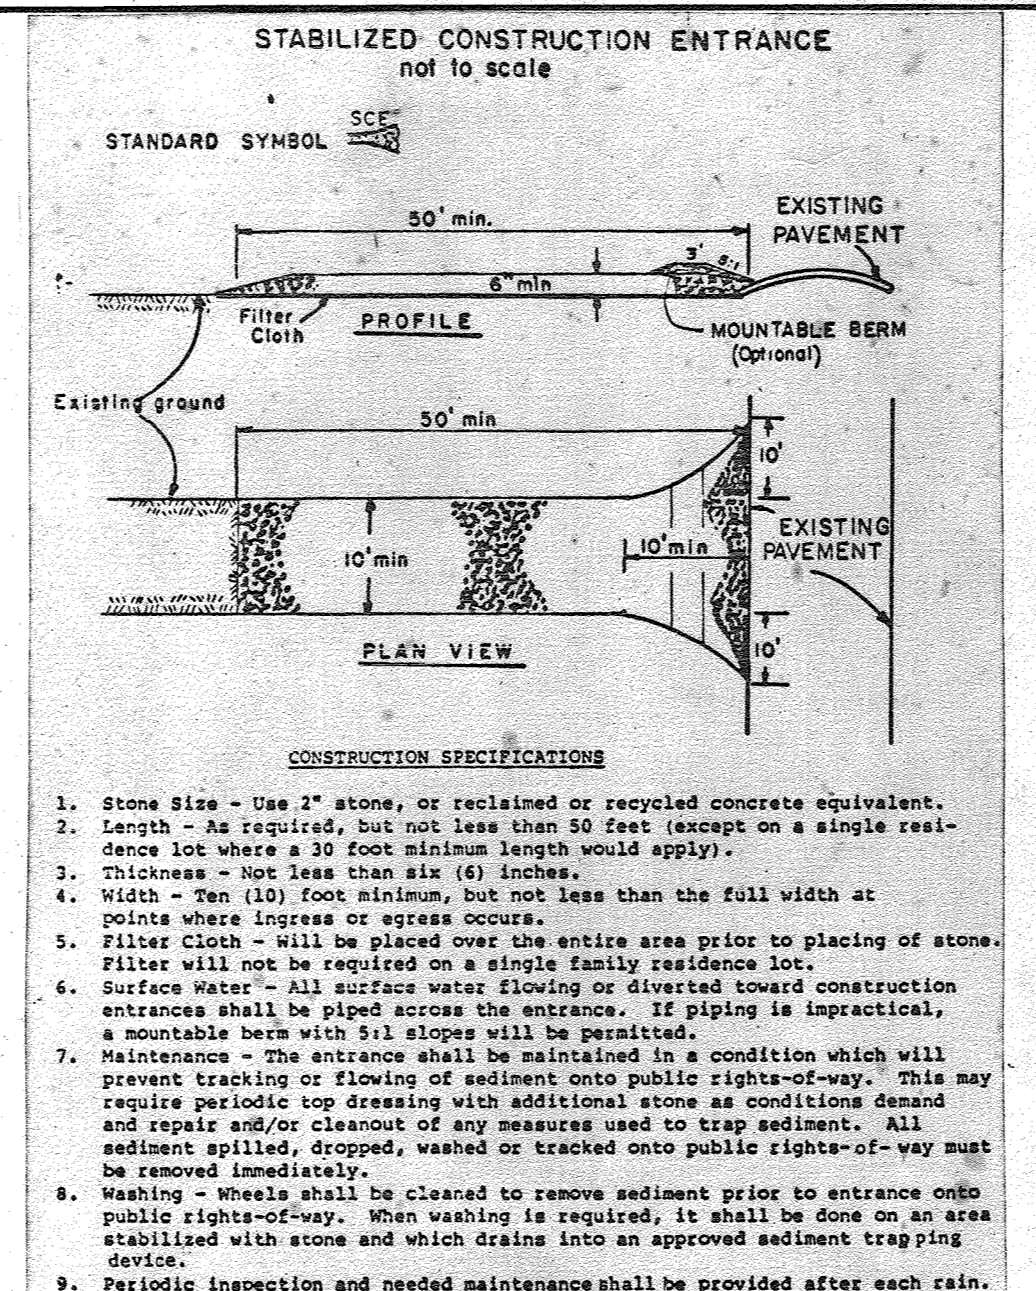 STABILIZED CONSTRUCTION ENTRANCE
not to scale
SCE
STANDARD SYMBOL
50' min.
EXISTING
PAVEMENT
3'
5:1
6" min
Filter
Cloth
PROFILE
MOUNTABLE BERM
(Optional)
Existing ground
50' min
10'
10' min
10' min
EXISTING
PAVEMENT
10'
PLAN VIEW
CONSTRUCTION SPECIFICATIONS
1. Stone Size - Use 2" stone, or reclaimed or recycled concrete equivalent.
2. Length - As required, but not less than 50 feet (except on a single resi-
dence lot where a 30 foot minimum length would apply).
3. Thickness - Not less than six (6) inches.
4. Width - Ten (10) foot minimum, but not less than the full width at
points where ingress or egress occurs.
5. Filter Cloth - Will be placed over the entire area prior to placing of stone.
Filter will not be required on a single family residence lot.
6. Surface Water - All surface water flowing or diverted toward construction
entrances shall be piped across the entrance. If piping is impractical,
a mountable berm with 5:1 slopes will be permitted.
7. Maintenance - The entrance shall be maintained in a condition which will
prevent tracking or flowing of sediment onto public rights-of-way. This may
require periodic top dressing with additional stone as conditions demand
and repair and/or cleanout of any measures used to trap sediment. All
sediment spilled, dropped, washed or tracked onto public rights-of-way must
be removed immediately.
8. Washing - Wheels shall be cleaned to remove sediment prior to entrance onto
public rights-of-way. When washing is required, it shall be done on an area
stabilized with stone and which drains into an approved sediment trapping
device.
9. Periodic inspection and needed maintenance shall be provided after each rain.